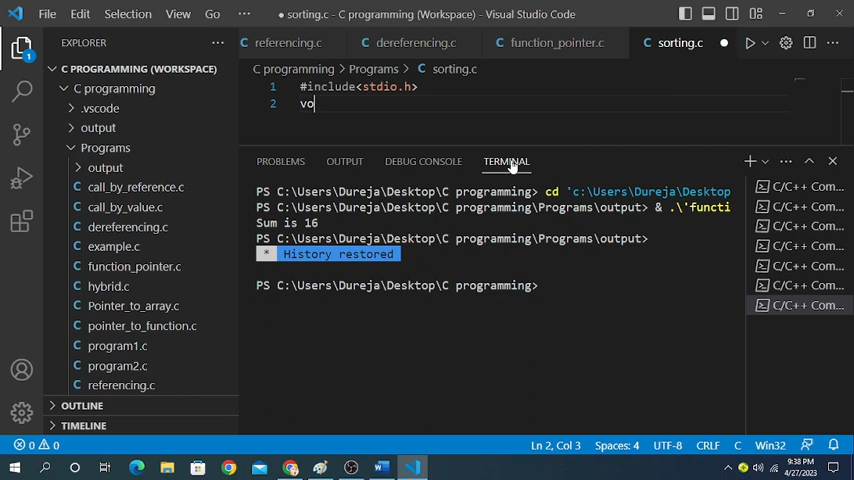 File Edit Selection View Go ··· ● sorting.c - C programming (Workspace) - Visual Studio Code
EXPLORER ···
C PROGRAMMING (WORKSPACE)
C programming
.vscode
output
Programs
output
C call_by_reference.c
C call_by_value.c
C dereferencing.c
C example.c
C function_pointer.c
C hybrid.c
C Pointer_to_array.c
C pointer_to_function.c
C program1.c
C program2.c
C referencing.c
OUTLINE
TIMELINE
C referencing.c C dereferencing.c C function_pointer.c C sorting.c ●
C programming > Programs > C sorting.c
1 #include<stdio.h>
2 vo
PROBLEMS OUTPUT DEBUG CONSOLE TERMINAL
PS C:\Users\Dureja\Desktop\C programming> cd 'c:\Users\Dureja\Desktop
PS C:\Users\Dureja\Desktop\C programming\Programs\output> & .\'functi
Sum is 16
PS C:\Users\Dureja\Desktop\C programming\Programs\output>
* History restored
PS C:\Users\Dureja\Desktop\C programming>
C/C++ Com...
C/C++ Com...
C/C++ Com...
C/C++ Com...
C/C++ Com...
C/C++ Com...
C/C++ Com...
0 0 Ln 2, Col 3 Spaces: 4 UTF-8 CRLF C Win32
9:38 PM
4/27/2023